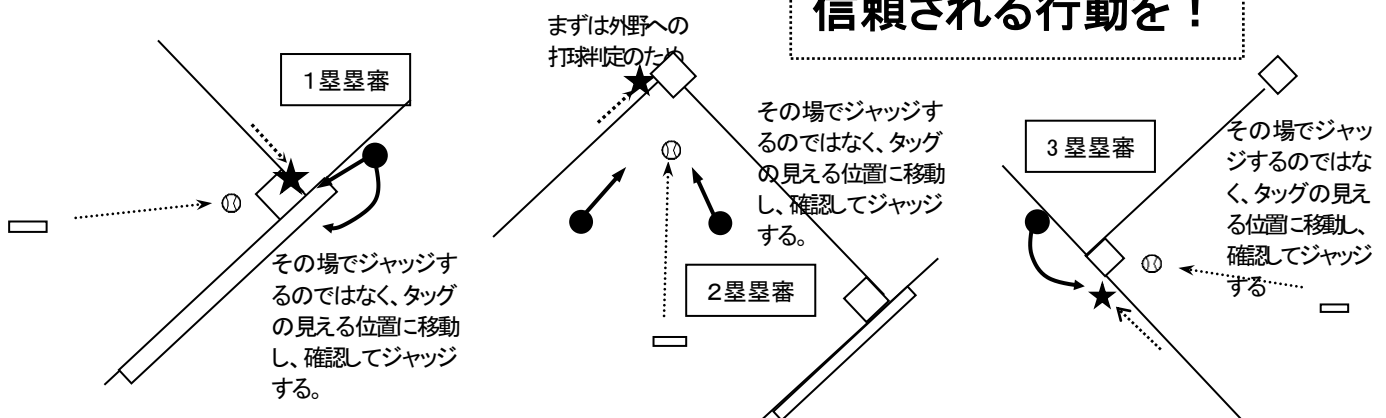 信頼される行動を！
まずは外野への
打球判定のため
1塁塁審
その場でジャッジす
るのではなく、タッグ
の見える位置に移動
し、確認してジャッジ
する。
その場でジャッジす
るのではなく、タッグ
の見える位置に移動
し、確認してジャッジ
する。
2塁塁審
3塁塁審
その場でジャッ
ジするのではな
く、タッグの見え
る位置に移動し、
確認してジャッジ
する